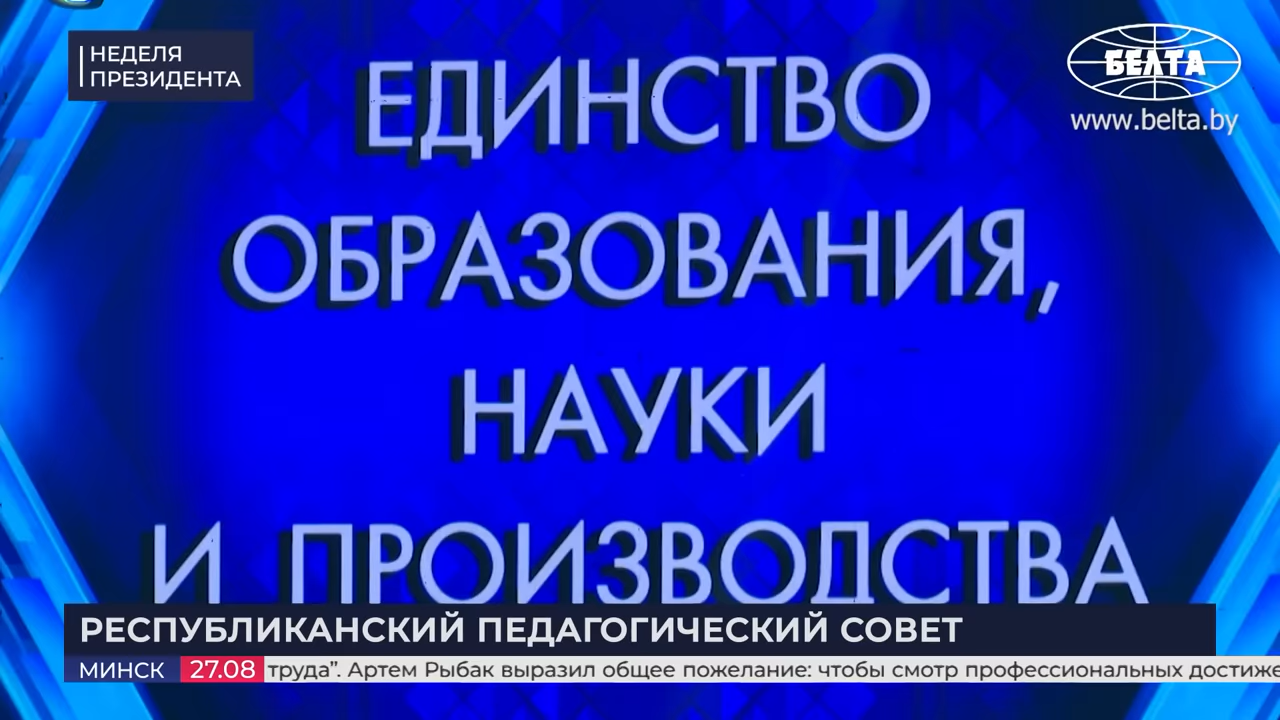 НЕДЕЛЯ
ПРЕЗИДЕНТА
БЕЛТА
www.belta.by
ЕДИНСТВО
ОБРАЗОВАНИЯ,
НАУКИ
И ПРОИЗВОДСТВА
РЕСПУБЛИКАНСКИЙ ПЕДАГОГИЧЕСКИЙ СОВЕТ
МИНСК 27.08 труда”. Артем Рыбак выразил общее пожелание: чтобы смотр профессиональных достиже